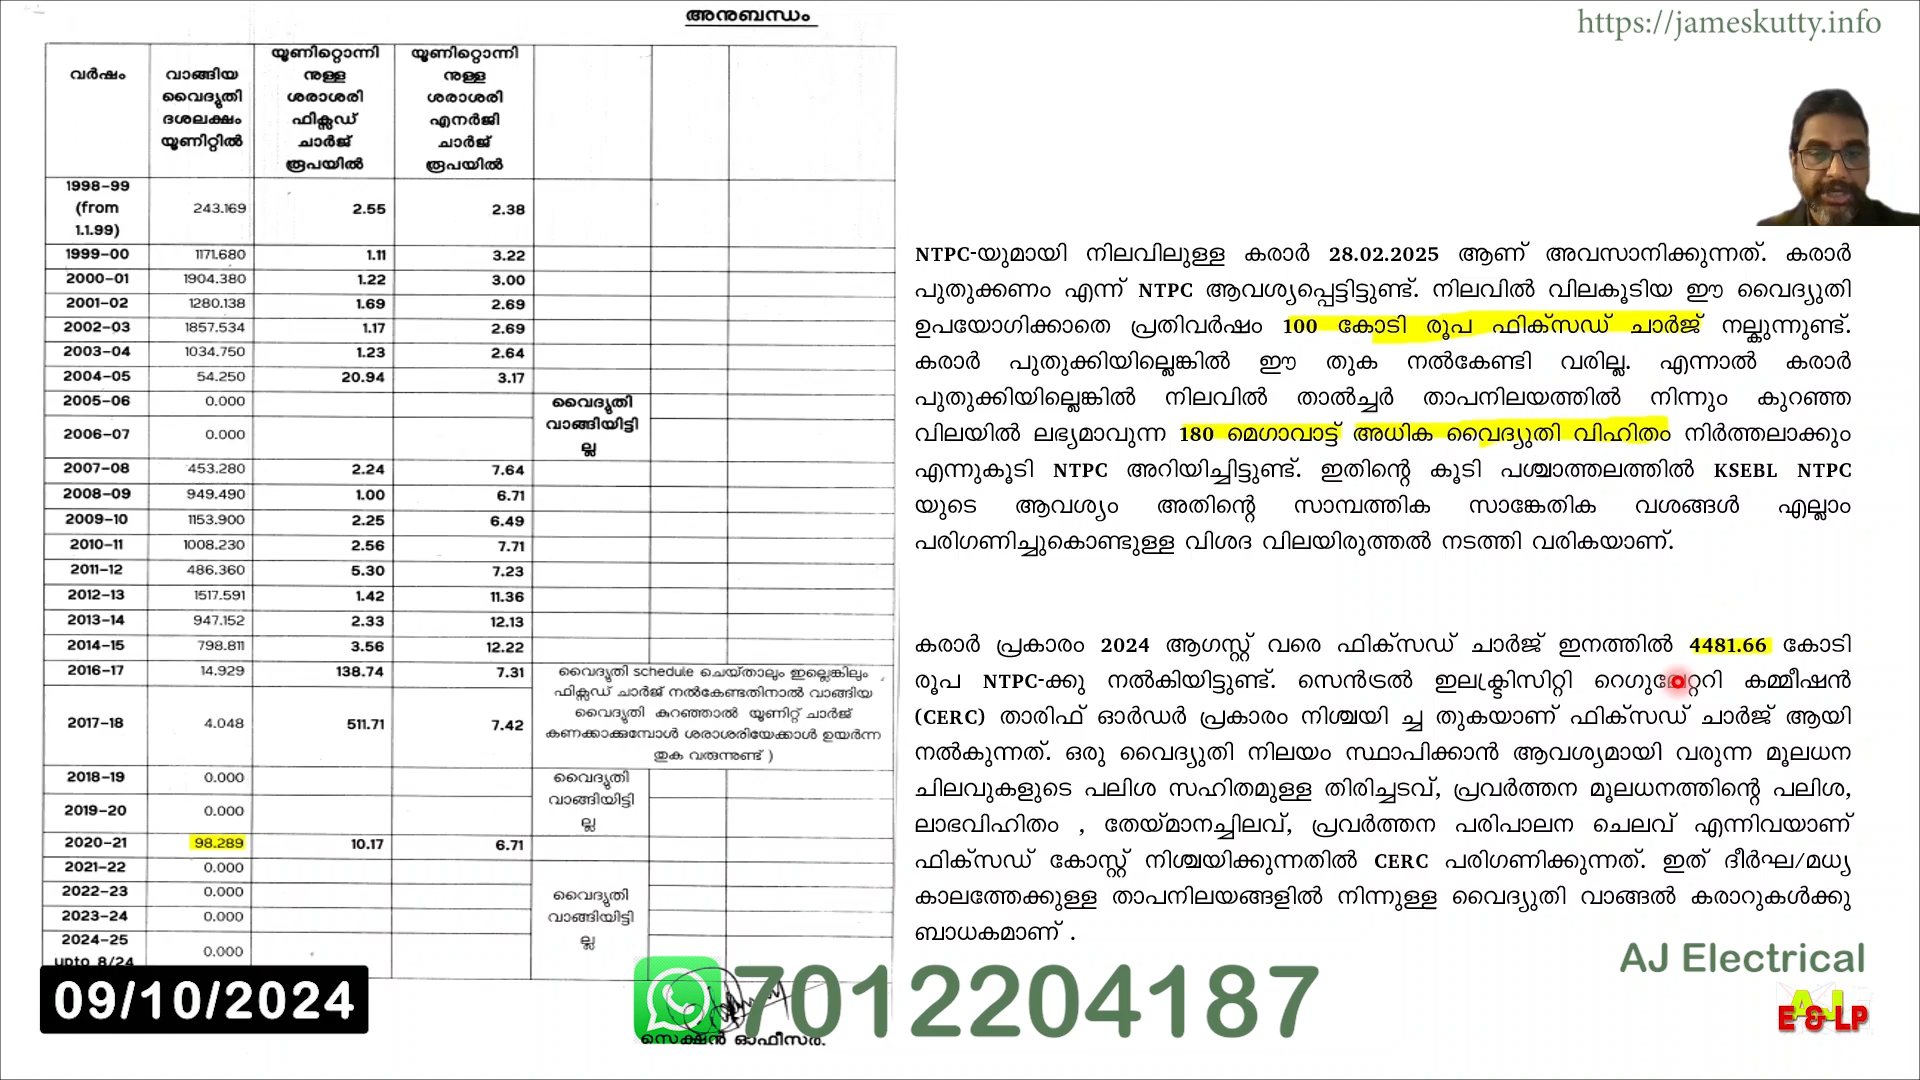 അനുബന്ധം
https://jameskutty.info
വർഷം | വാങ്ങിയ വൈദ്യുതി ദശലക്ഷം യൂണിറ്റിൽ | യൂണിറ്റൊന്നിനുള്ള ശരാശരി ഫിക്സഡ് ചാർജ് രൂപയിൽ | യൂണിറ്റൊന്നിനുള്ള ശരാശരി എനർജി ചാർജ് രൂപയിൽ
1998-99 (from 1.1.99) 243.169 2.55 2.38
1999-00 1171.680 1.11 3.22
2000-01 1904.380 1.22 3.00
2001-02 1280.138 1.69 2.69
2002-03 1857.534 1.17 2.69
2003-04 1034.750 1.23 2.64
2004-05 54.250 20.94 3.17
2005-06 0.000
2006-07 0.000
വൈദ്യുതി വാങ്ങിയിട്ടില്ല
2007-08 453.280 2.24 7.64
2008-09 949.490 1.00 6.71
2009-10 1153.900 2.25 6.49
2010-11 1008.230 2.56 7.71
2011-12 486.360 5.30 7.23
2012-13 1517.591 1.42 11.36
2013-14 947.152 2.33 12.13
2014-15 798.811 3.56 12.22
2016-17 14.929 138.74 7.31
2017-18 4.048 511.71 7.42
വൈദ്യുതി schedule ചെയ്താലും ഇല്ലെങ്കിലും
ഫിക്സഡ് ചാർജ് നൽകേണ്ടതിനാൽ വാങ്ങിയ
വൈദ്യുതി കുറഞ്ഞാൽ യൂണിറ്റ് ചാർജ്
കണക്കാക്കുമ്പോൾ ശരാശരിയേക്കാൾ ഉയർന്ന
തുക വരുന്നുണ്ട് )
2018-19 0.000
2019-20 0.000
വൈദ്യുതി വാങ്ങിയിട്ടില്ല
2020-21 98.289 10.17 6.71
2021-22 0.000
2022-23 0.000
2023-24 0.000
2024-25 upto 8/24 0.000
വൈദ്യുതി വാങ്ങിയിട്ടില്ല
സെക്ഷൻ ഓഫീസർ.
NTPC-യുമായി നിലവിലുള്ള കരാർ 28.02.2025 ആണ് അവസാനിക്കുന്നത്. കരാർ
പുതുക്കണം എന്ന് NTPC ആവശ്യപ്പെട്ടിട്ടുണ്ട്. നിലവിൽ വിലകൂടിയ ഈ വൈദ്യുതി
ഉപയോഗിക്കാതെ പ്രതിവർഷം 100 കോടി രൂപ ഫിക്സഡ് ചാർജ് നല്കുന്നുണ്ട്.
കരാർ പുതുക്കിയില്ലെങ്കിൽ ഈ തുക നൽകേണ്ടി വരില്ല. എന്നാൽ കരാർ
പുതുക്കിയില്ലെങ്കിൽ നിലവിൽ താൽച്ചർ താപനിലയത്തിൽ നിന്നും കുറഞ്ഞ
വിലയിൽ ലഭ്യമാവുന്ന 180 മെഗാവാട്ട് അധിക വൈദ്യുതി വിഹിതം നിർത്തലാക്കും
എന്നുകൂടി NTPC അറിയിച്ചിട്ടുണ്ട്. ഇതിന്റെ കൂടി പശ്ചാത്തലത്തിൽ KSEBL NTPC
യുടെ ആവശ്യം അതിന്റെ സാമ്പത്തിക സാങ്കേതിക വശങ്ങൾ എല്ലാം
പരിഗണിച്ചുകൊണ്ടുള്ള വിശദ വിലയിരുത്തൽ നടത്തി വരികയാണ്.
കരാർ പ്രകാരം 2024 ആഗസ്റ്റ് വരെ ഫിക്സഡ് ചാർജ് ഇനത്തിൽ 4481.66 കോടി
രൂപ NTPC-ക്കു നൽകിയിട്ടുണ്ട്. സെൻട്രൽ ഇലക്ട്രിസിറ്റി റെഗുലേറ്ററി കമ്മീഷൻ
(CERC) താരിഫ് ഓർഡർ പ്രകാരം നിശ്ചയി ച്ച തുകയാണ് ഫിക്സഡ് ചാർജ് ആയി
നൽകുന്നത്. ഒരു വൈദ്യുതി നിലയം സ്ഥാപിക്കാൻ ആവശ്യമായി വരുന്ന മൂലധന
ചിലവുകളുടെ പലിശ സഹിതമുള്ള തിരിച്ചടവ്, പ്രവർത്തന മൂലധനത്തിന്റെ പലിശ,
ലാഭവിഹിതം , തേയ്മാനച്ചിലവ്, പ്രവർത്തന പരിപാലന ചെലവ് എന്നിവയാണ്
ഫിക്സഡ് കോസ്റ്റ് നിശ്ചയിക്കുന്നതിൽ CERC പരിഗണിക്കുന്നത്. ഇത് ദീർഘ/മധ്യ
കാലത്തേക്കുള്ള താപനിലയങ്ങളിൽ നിന്നുള്ള വൈദ്യുതി വാങ്ങൽ കരാറുകൾക്കു
ബാധകമാണ് .
AJ Electrical
AJ
E & LP
09/10/2024
7012204187